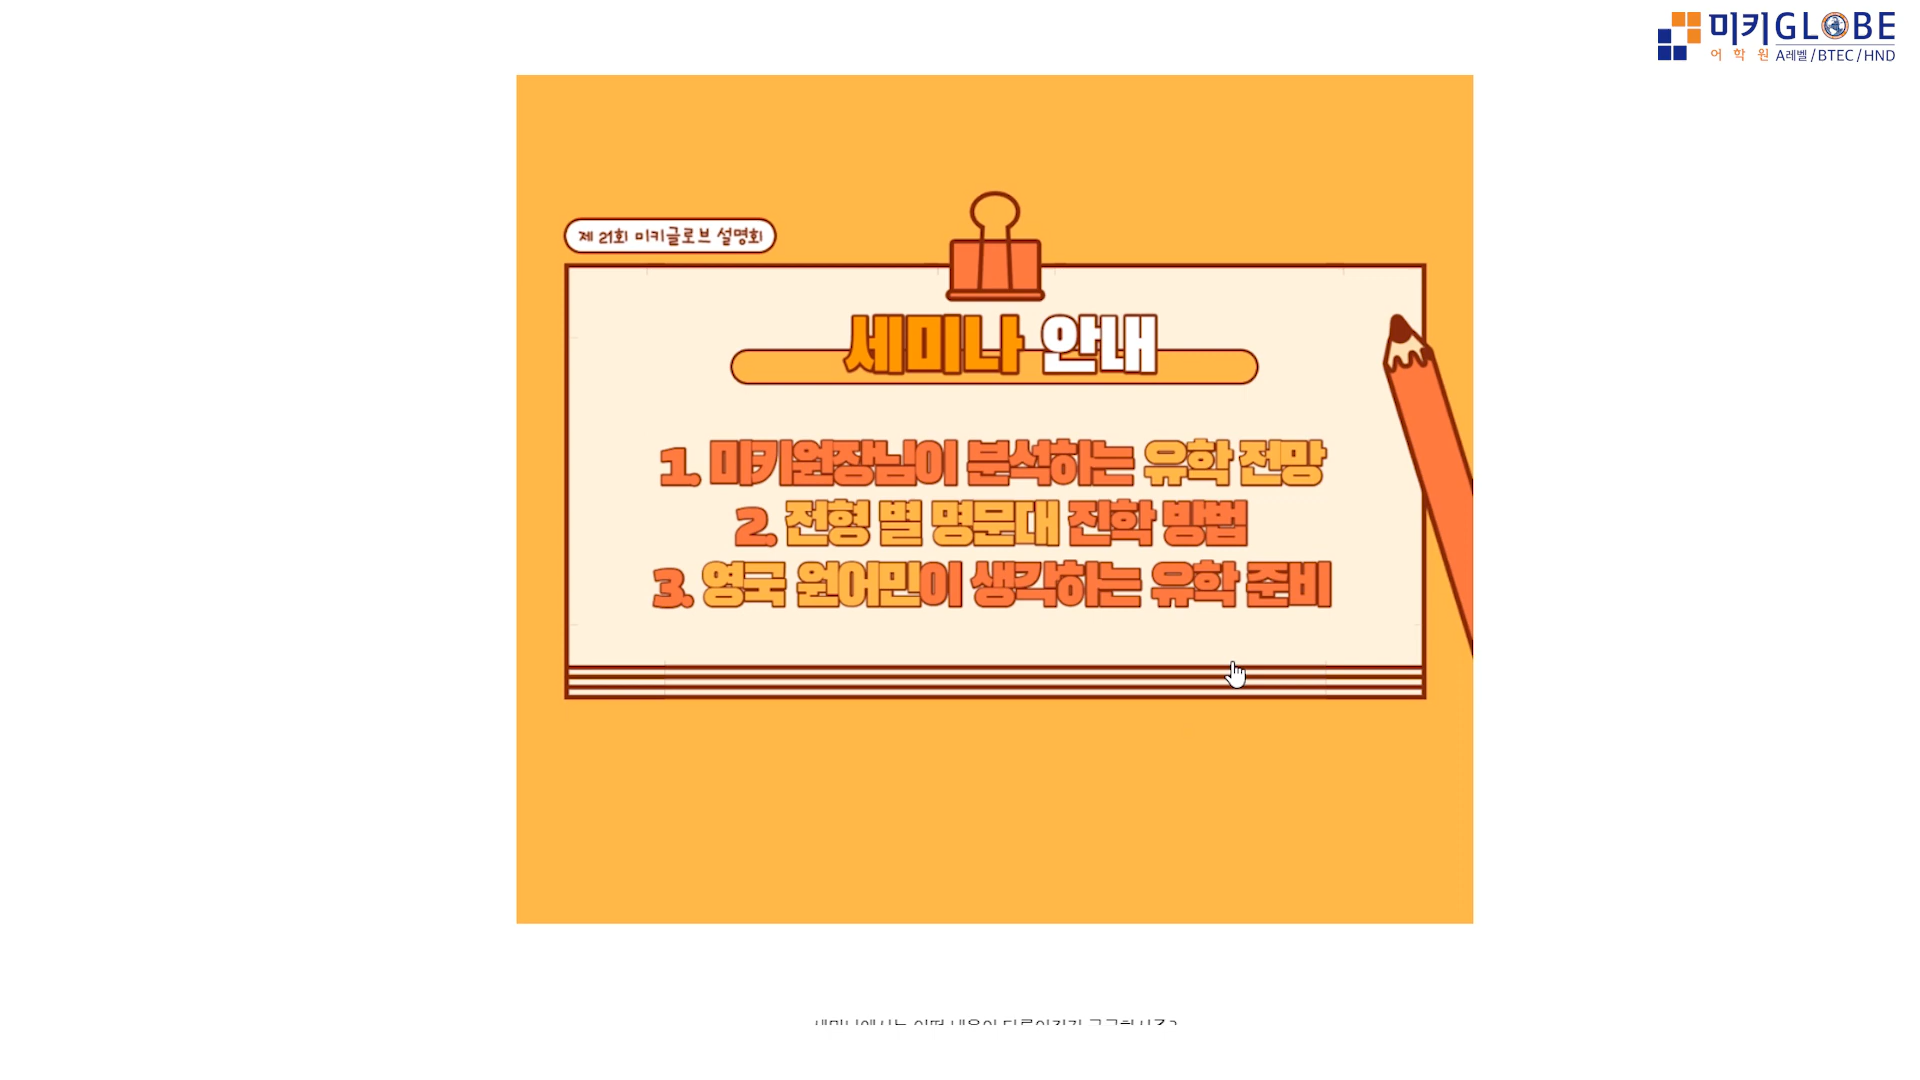 미키GLOBE
어학원 A레벨/BTEC/HND
제 21회 미키글로브 설명회
세미나 안내
1. 미키원장님이 분석하는 유학 전망
2. 전형 별 명문대 진학 방법
3. 영국 원어민이 생각하는 유학 준비